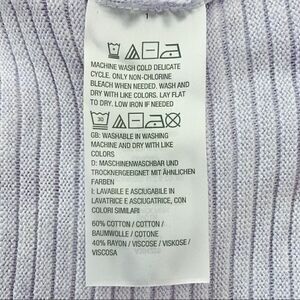 MACHINE WASH COLD DELICATE
CYCLE. ONLY NON-CHLORINE
BLEACH WHEN NEEDED. WASH AND
DRY WITH LIKE COLORS. LAY FLAT
TO DRY. LOW IRON IF NEEDED
30
GB: WASHABLE IN WASHING
MACHINE AND DRY WITH LIKE
COLORS
D: MASCHINENWASCHBAR UND
TROCKNERGEEIGNET MIT ÄHNLICHEN
FARBEN
I: LAVABILE E ASCIUGABILE IN
LAVATRICE E ASCIUGATRICE, CON
COLORI SIMILARI
60% COTTON / COTTON /
BAUMWOLLE / COTONE
40% RAYON / VISCOSE / VISKOSE /
VISCOSA